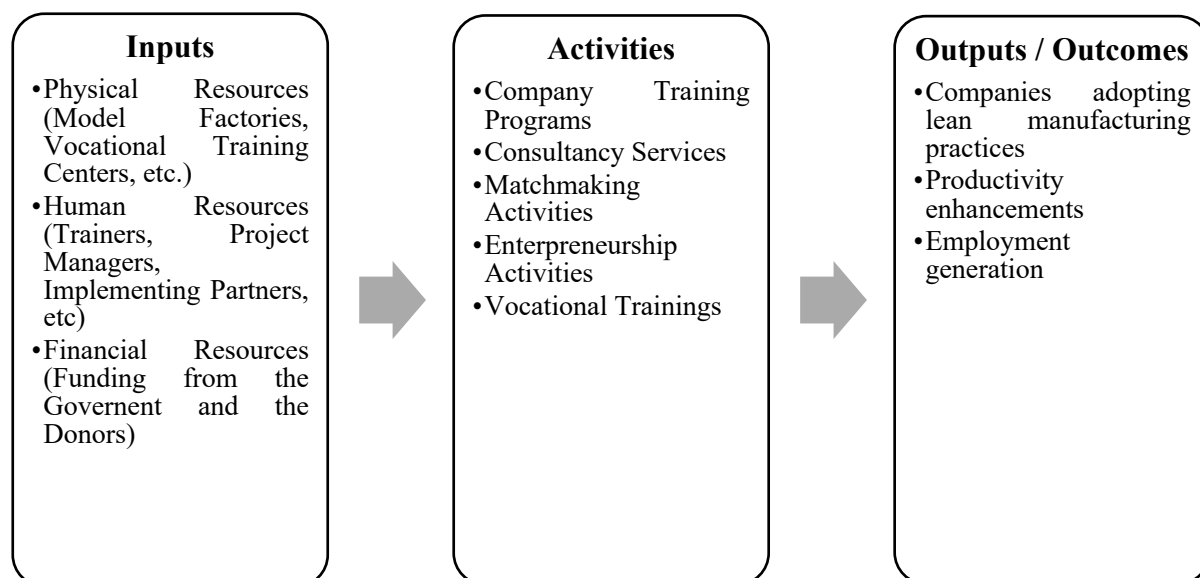 Inputs
•Physical Resources
(Model Factories,
Vocational Training
Centers, etc.)
•Human Resources
(Trainers, Project
Managers,
Implementing Partners,
etc)
•Financial Resources
(Funding from the
Governent and the
Donors)
Activities
•Company Training
Programs
•Consultancy Services
•Matchmaking
Activities
•Enterpreneurship
Activities
•Vocational Trainings
Outputs / Outcomes
•Companies adopting
lean manufacturing
practices
•Productivity
enhancements
•Employment
generation